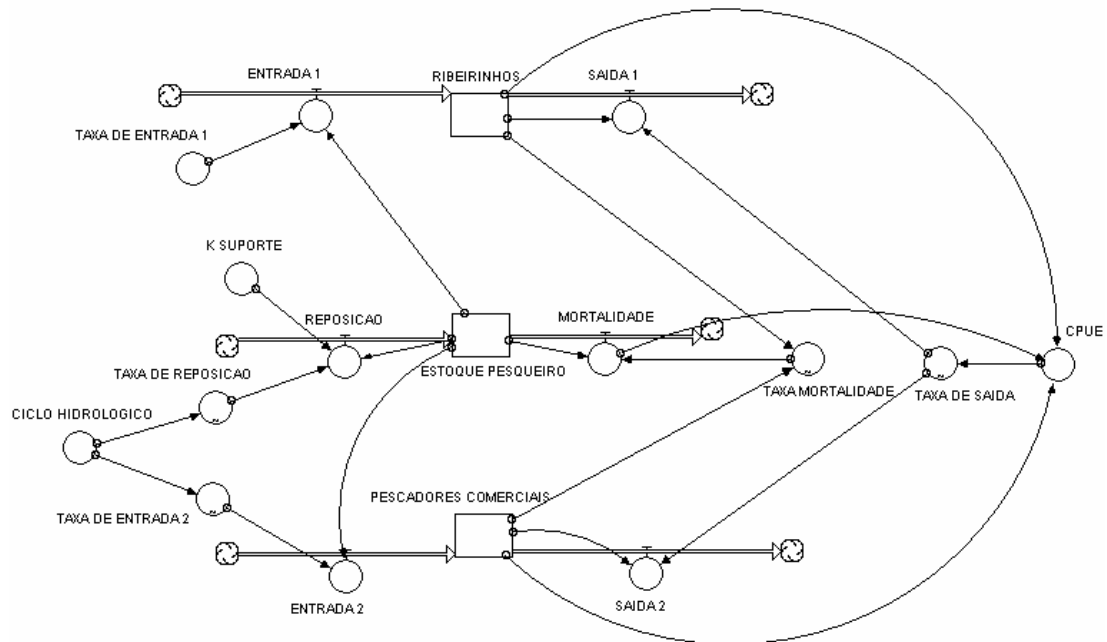 ENTRADA 1
RIBEIRINHOS
SAIDA 1
TAXA DE ENTRADA 1
K SUPORTE
REPOSICAO
MORTALIDADE
CPUE
ESTOQUE PESQUEIRO
TAXA MORTALIDADE
TAXA DE SAIDA
TAXA DE REPOSICAO
CICLO HIDROLOGICO
PESCADORES COMERCIAIS
TAXA DE ENTRADA 2
ENTRADA 2
SAIDA 2